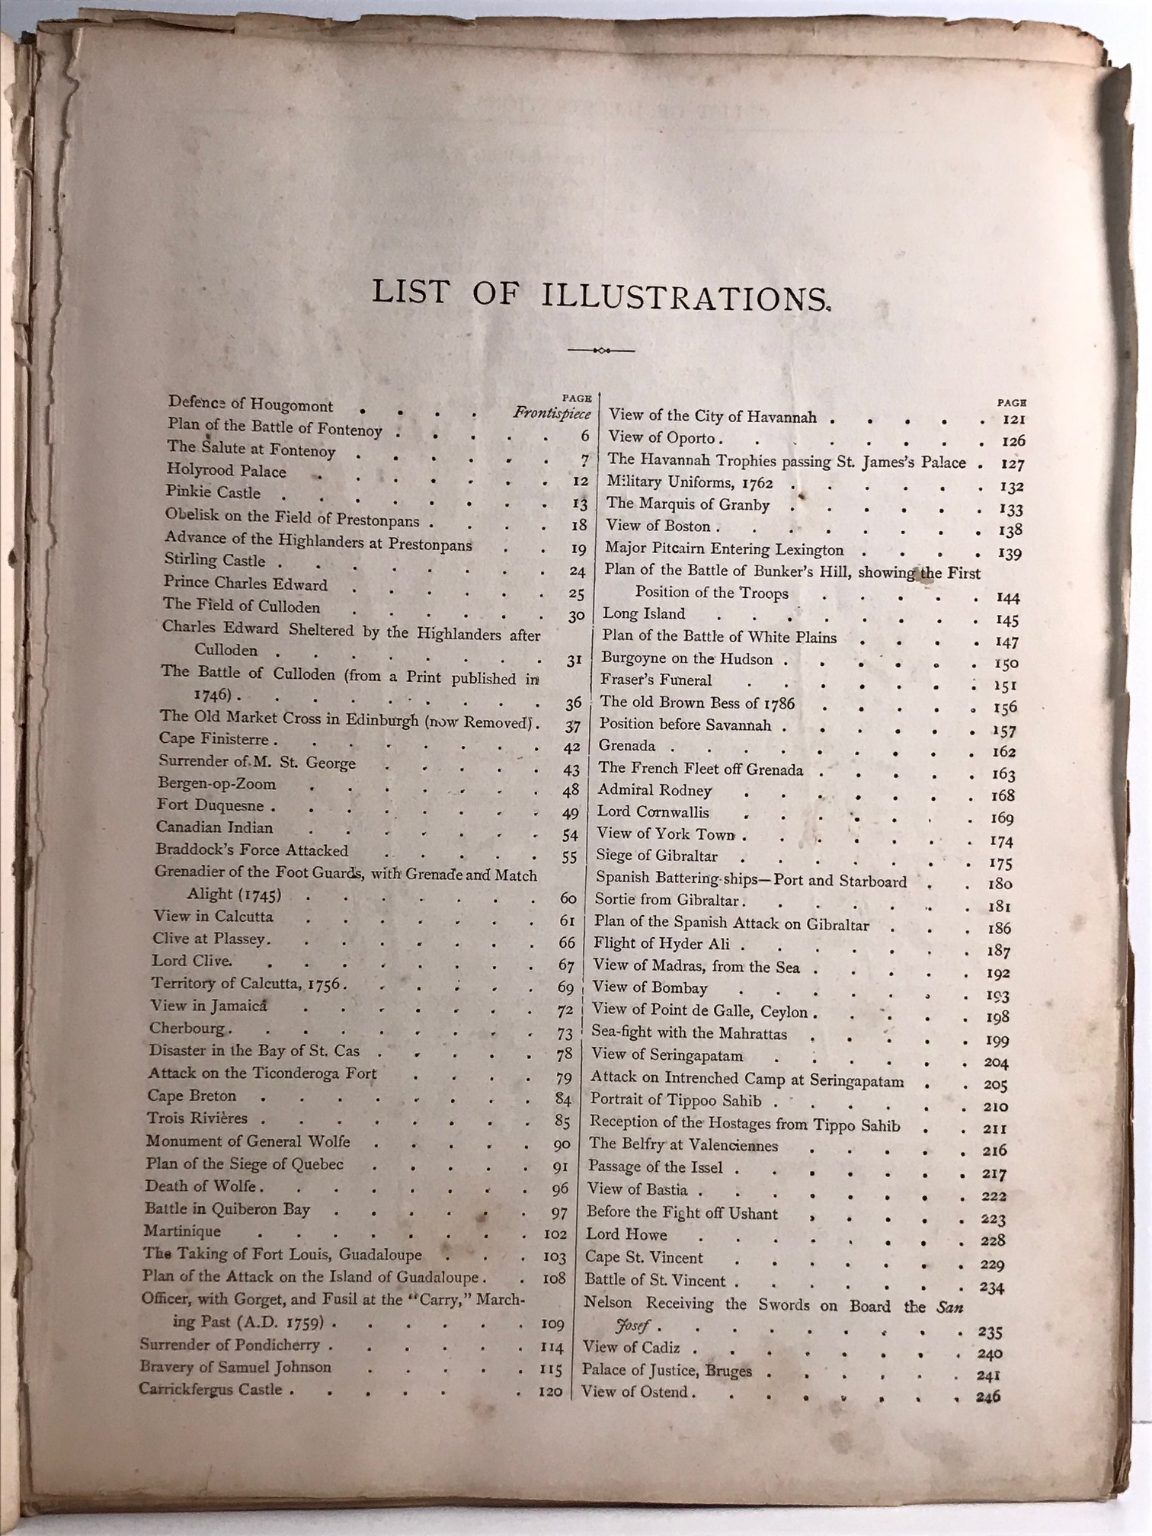 LIST OF ILLUSTRATIONS.
PAGE
Defence of Hougomont . . . . Frontispiece
Plan of the Battle of Fontenoy . . . . . 6
The Salute at Fontenoy . . . . . . 7
Holyrood Palace . . . . . . . 12
Pinkie Castle . . . . . . . . 13
Obelisk on the Field of Prestonpans . . . . 18
Advance of the Highlanders at Prestonpans . . 19
Stirling Castle . . . . . . . . 24
Prince Charles Edward . . . . . . 25
The Field of Culloden . . . . . . 30
Charles Edward Sheltered by the Highlanders after
Culloden . . . . . . . . 31
The Battle of Culloden (from a Print published in
1746) . . . . . . . . . 36
The Old Market Cross in Edinburgh (now Removed) . 37
Cape Finisterre . . . . . . . . 42
Surrender of M. St. George . . . . . 43
Bergen-op-Zoom . . . . . . . 48
Fort Duquesne . . . . . . . . 49
Canadian Indian . . . . . . . 54
Braddock's Force Attacked . . . . . 55
Grenadier of the Foot Guards, with Grenade and Match
Alight (1745) . . . . . . . 60
View in Calcutta . . . . . . . 61
Clive at Plassey. . . . . . . . 66
Lord Clive. . . . . . . . . 67
Territory of Calcutta, 1756. . . . . . 69
View in Jamaica . . . . . . . 72
Cherbourg . . . . . . . . . 73
Disaster in the Bay of St. Cas . . . . . 78
Attack on the Ticonderoga Fort . . . . 79
Cape Breton . . . . . . . . 84
Trois Rivières . . . . . . . . 85
Monument of General Wolfe . . . . . 90
Plan of the Siege of Quebec . . . . . 91
Death of Wolfe . . . . . . . . 96
Battle in Quiberon Bay . . . . . . 97
Martinique . . . . . . . . 102
The Taking of Fort Louis, Guadaloupe . . . 103
Plan of the Attack on the Island of Guadaloupe . . 108
Officer, with Gorget, and Fusil at the "Carry," March-
ing Past (A.D. 1759) . . . . . . 109
Surrender of Pondicherry . . . . . . 114
Bravery of Samuel Johnson . . . . . 115
Carrickfergus Castle . . . . . . 120
PAGE
View of the City of Havannah . . . . . 121
View of Oporto . . . . . . . . 126
The Havannah Trophies passing St. James's Palace . 127
Military Uniforms, 1762 . . . . . . 132
The Marquis of Granby . . . . . . 133
View of Boston . . . . . . . . 138
Major Pitcairn Entering Lexington . . . . 139
Plan of the Battle of Bunker's Hill, showing the First
Position of the Troops . . . . . 144
Long Island . . . . . . . . 145
Plan of the Battle of White Plains . . . . 147
Burgoyne on the Hudson . . . . . . 150
Fraser's Funeral . . . . . . . 151
The old Brown Bess of 1786 . . . . . 156
Position before Savannah . . . . . . 157
Grenada . . . . . . . . . 162
The French Fleet off Grenada . . . . . 163
Admiral Rodney . . . . . . . 168
Lord Cornwallis . . . . . . . 169
View of York Town . . . . . . . 174
Siege of Gibraltar . . . . . . . 175
Spanish Battering-ships—Port and Starboard . . 180
Sortie from Gibraltar . . . . . . . 181
Plan of the Spanish Attack on Gibraltar . . . 186
Flight of Hyder Ali . . . . . . . 187
View of Madras, from the Sea . . . . . 192
View of Bombay . . . . . . . 193
View of Point de Galle, Ceylon . . . . . 198
Sea-fight with the Mahrattas . . . . . 199
View of Seringapatam . . . . . . 204
Attack on Intrenched Camp at Seringapatam . . 205
Portrait of Tippoo Sahib . . . . . . 210
Reception of the Hostages from Tippo Sahib . . 211
The Belfry at Valenciennes . . . . . 216
Passage of the Issel . . . . . . . 217
View of Bastia . . . . . . . . 222
Before the Fight off Ushant . . . . . 223
Lord Howe . . . . . . . . 228
Cape St. Vincent . . . . . . . 229
Battle of St. Vincent . . . . . . . 234
Nelson Receiving the Swords on Board the San
Josef . . . . . . . . . 235
View of Cadiz . . . . . . . . 240
Palace of Justice, Bruges . . . . . . 241
View of Ostend . . . . . . . . 246